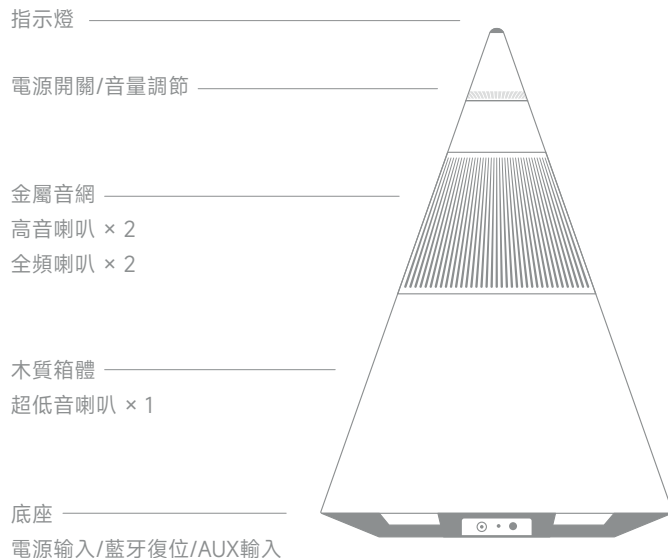 指示燈
電源開關/音量調節
金屬音網
高音喇叭 × 2
全頻喇叭 × 2
木質箱體
超低音喇叭 × 1
底座
電源输入/藍牙復位/AUX輸入